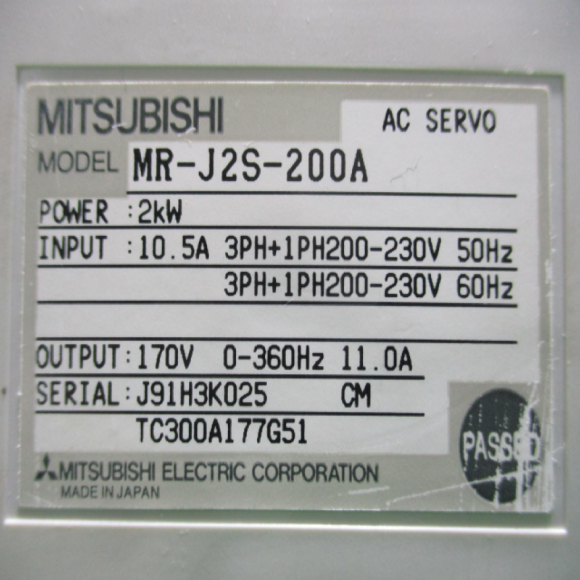 MITSUBISHI
AC SERVO
MODEL MR-J2S-200A
POWER :2kW
INPUT :10.5A 3PH+1PH200-230V 50Hz
3PH+1PH200-230V 60Hz
OUTPUT:170V 0-360Hz 11.0A
SERIAL:J91H3K025 CM
TC300A177G51
PASSED
MITSUBISHI ELECTRIC CORPORATION
MADE IN JAPAN